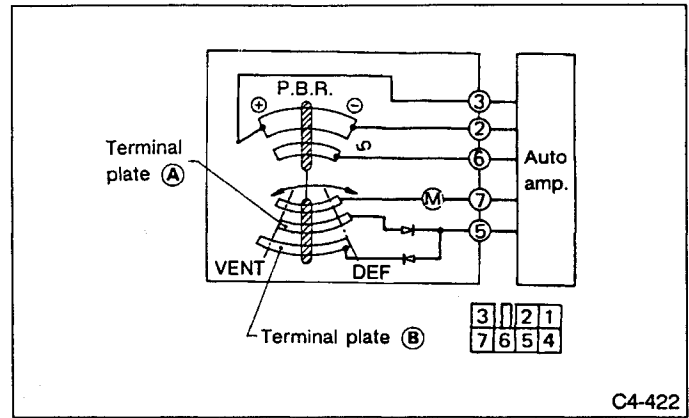 P.B.R.
⊕ ⊖
③
②
5
⑥
Terminal
plate Ⓐ
Auto
amp.
Ⓜ ⑦
⑤
VENT DEF
Terminal plate Ⓑ
3 2 1
7 6 5 4
C4-422